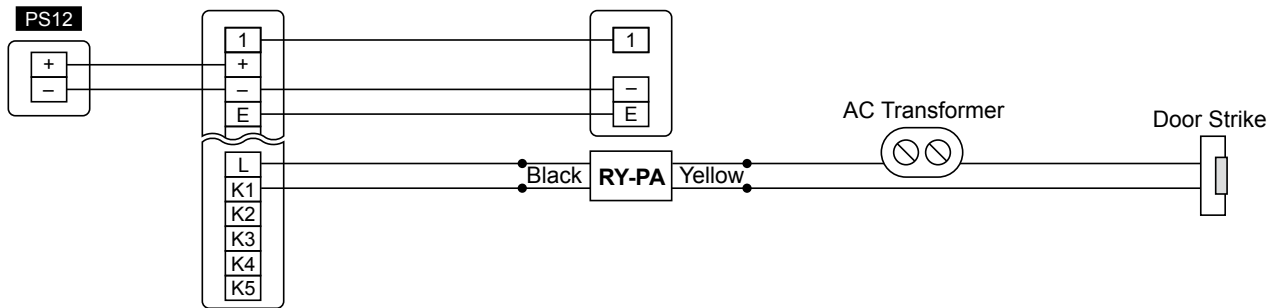 PS12
+
–
1
+
–
E
L
K1
K2
K3
K4
K5
1
–
E
Black RY-PA Yellow
AC Transformer
Door Strike